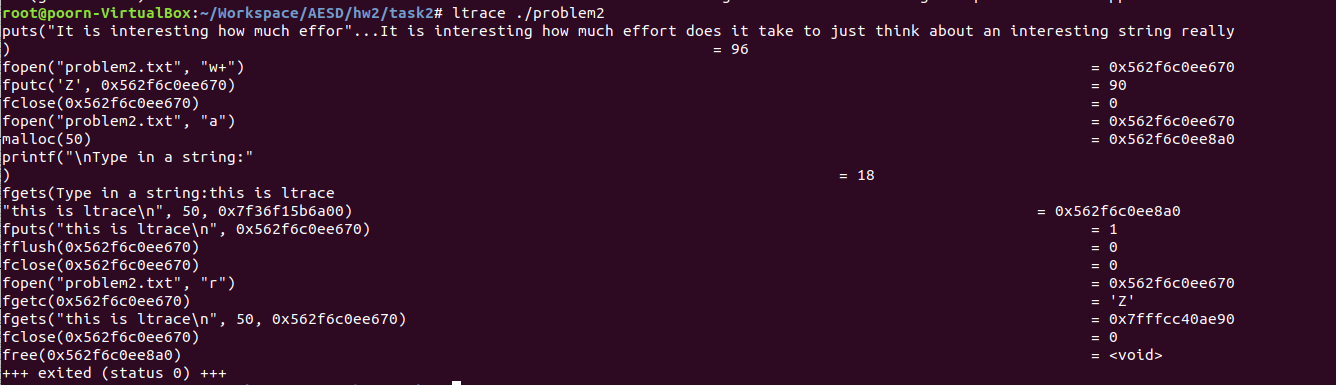 root@poorn-VirtualBox:~/Workspace/AESD/hw2/task2# ltrace ./problem2
puts("It is interesting how much effor"...It is interesting how much effort does it take to just think about an interesting string really
) = 96
fopen("problem2.txt", "w+") = 0x562f6c0ee670
fputc('Z', 0x562f6c0ee670) = 90
fclose(0x562f6c0ee670) = 0
fopen("problem2.txt", "a") = 0x562f6c0ee670
malloc(50) = 0x562f6c0ee8a0
printf("\nType in a string:"
) = 18
fgets(Type in a string:this is ltrace
"this is ltrace\n", 50, 0x7f36f15b6a00) = 0x562f6c0ee8a0
fputs("this is ltrace\n", 0x562f6c0ee670) = 1
fflush(0x562f6c0ee670) = 0
fclose(0x562f6c0ee670) = 0
fopen("problem2.txt", "r") = 0x562f6c0ee670
fgetc(0x562f6c0ee670) = 'Z'
fgets("this is ltrace\n", 50, 0x562f6c0ee670) = 0x7fffcc40ae90
fclose(0x562f6c0ee670) = 0
free(0x562f6c0ee8a0) = <void>
+++ exited (status 0) +++